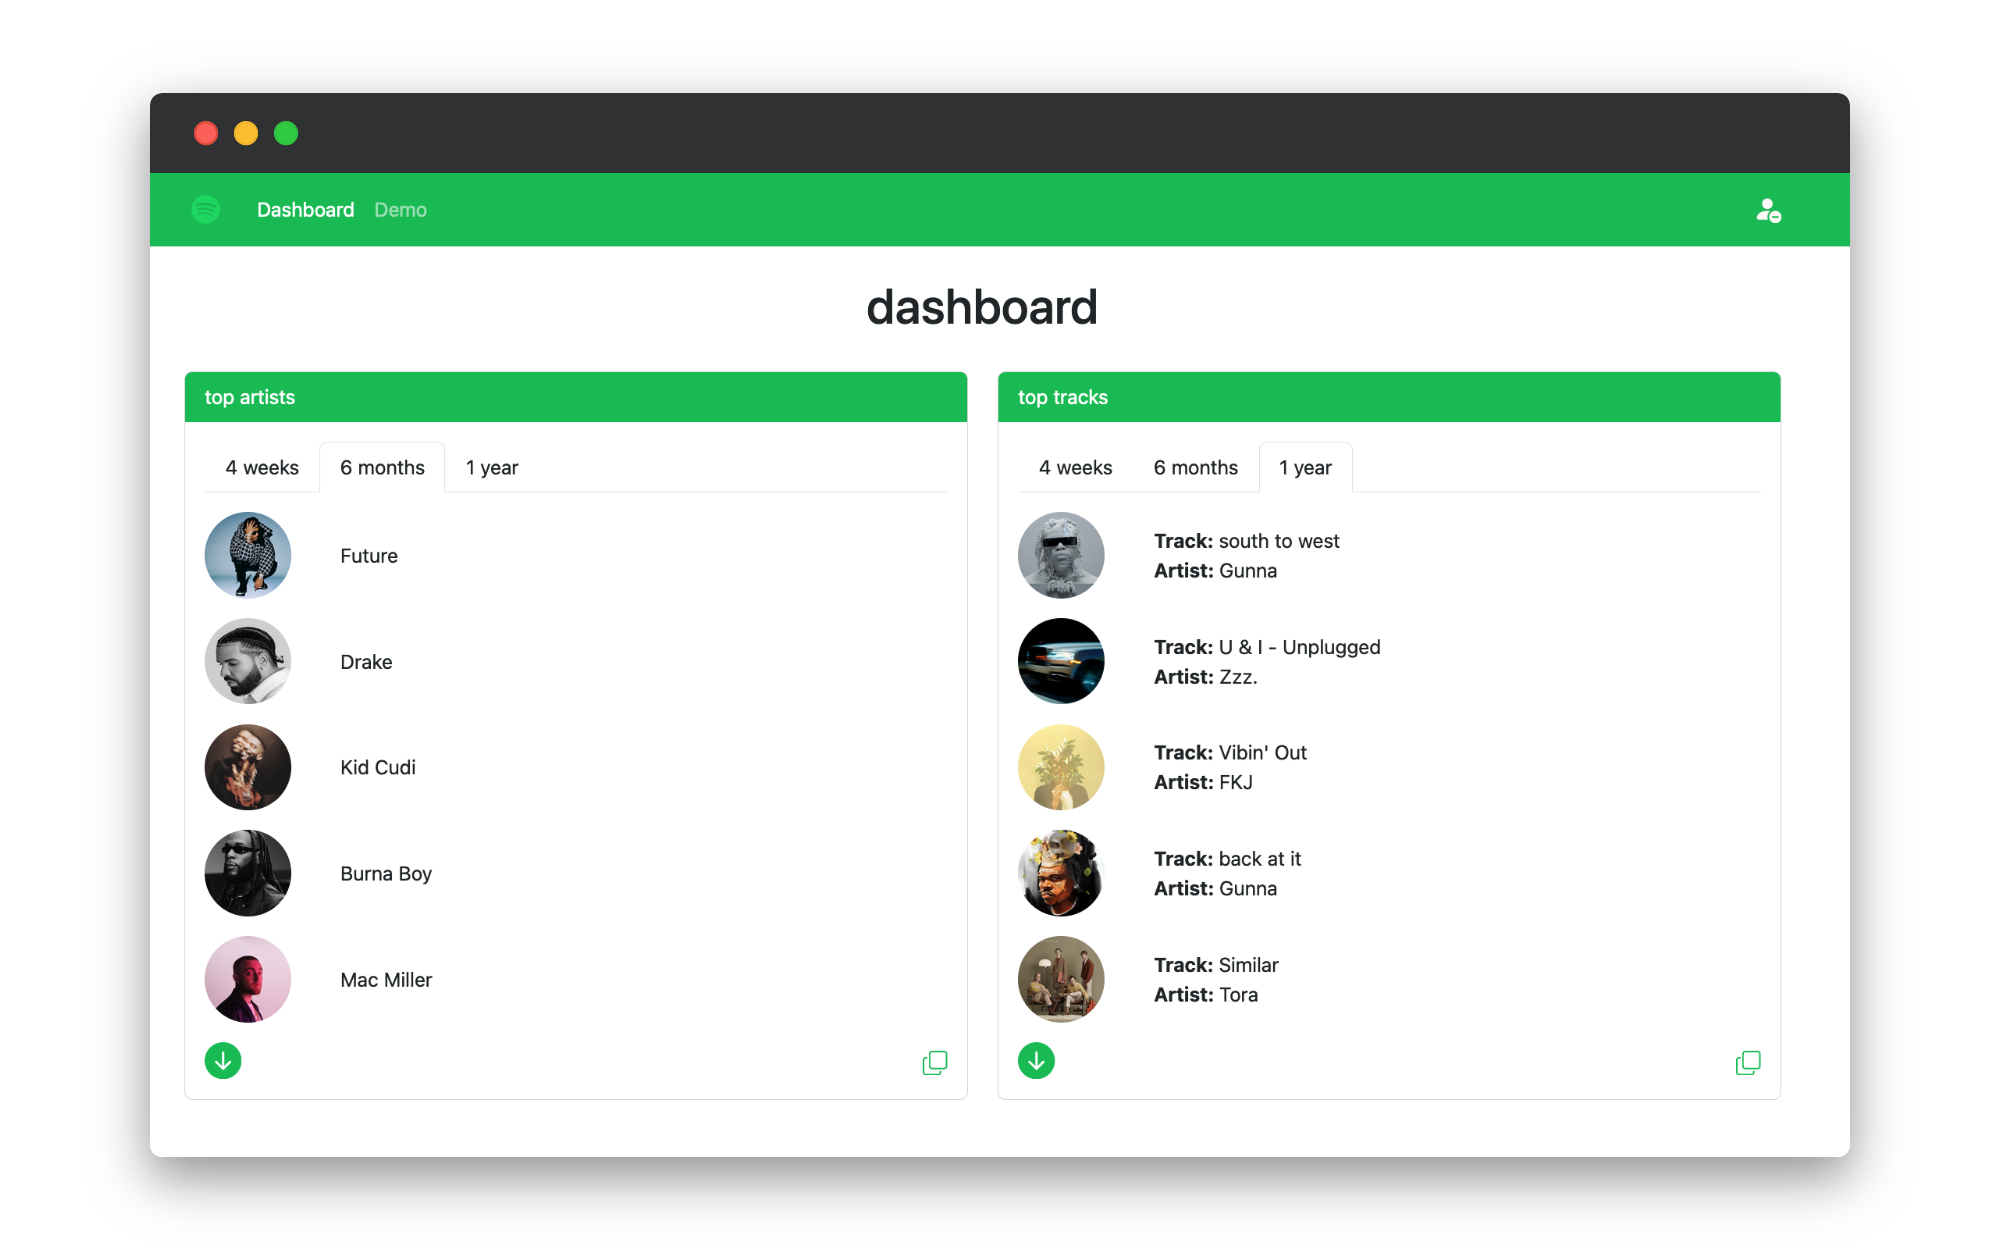 Dashboard Demo
dashboard
top artists
4 weeks 6 months 1 year
Future
Drake
Kid Cudi
Burna Boy
Mac Miller
top tracks
4 weeks 6 months 1 year
Track: south to west
Artist: Gunna
Track: U & I - Unplugged
Artist: Zzz.
Track: Vibin' Out
Artist: FKJ
Track: back at it
Artist: Gunna
Track: Similar
Artist: Tora